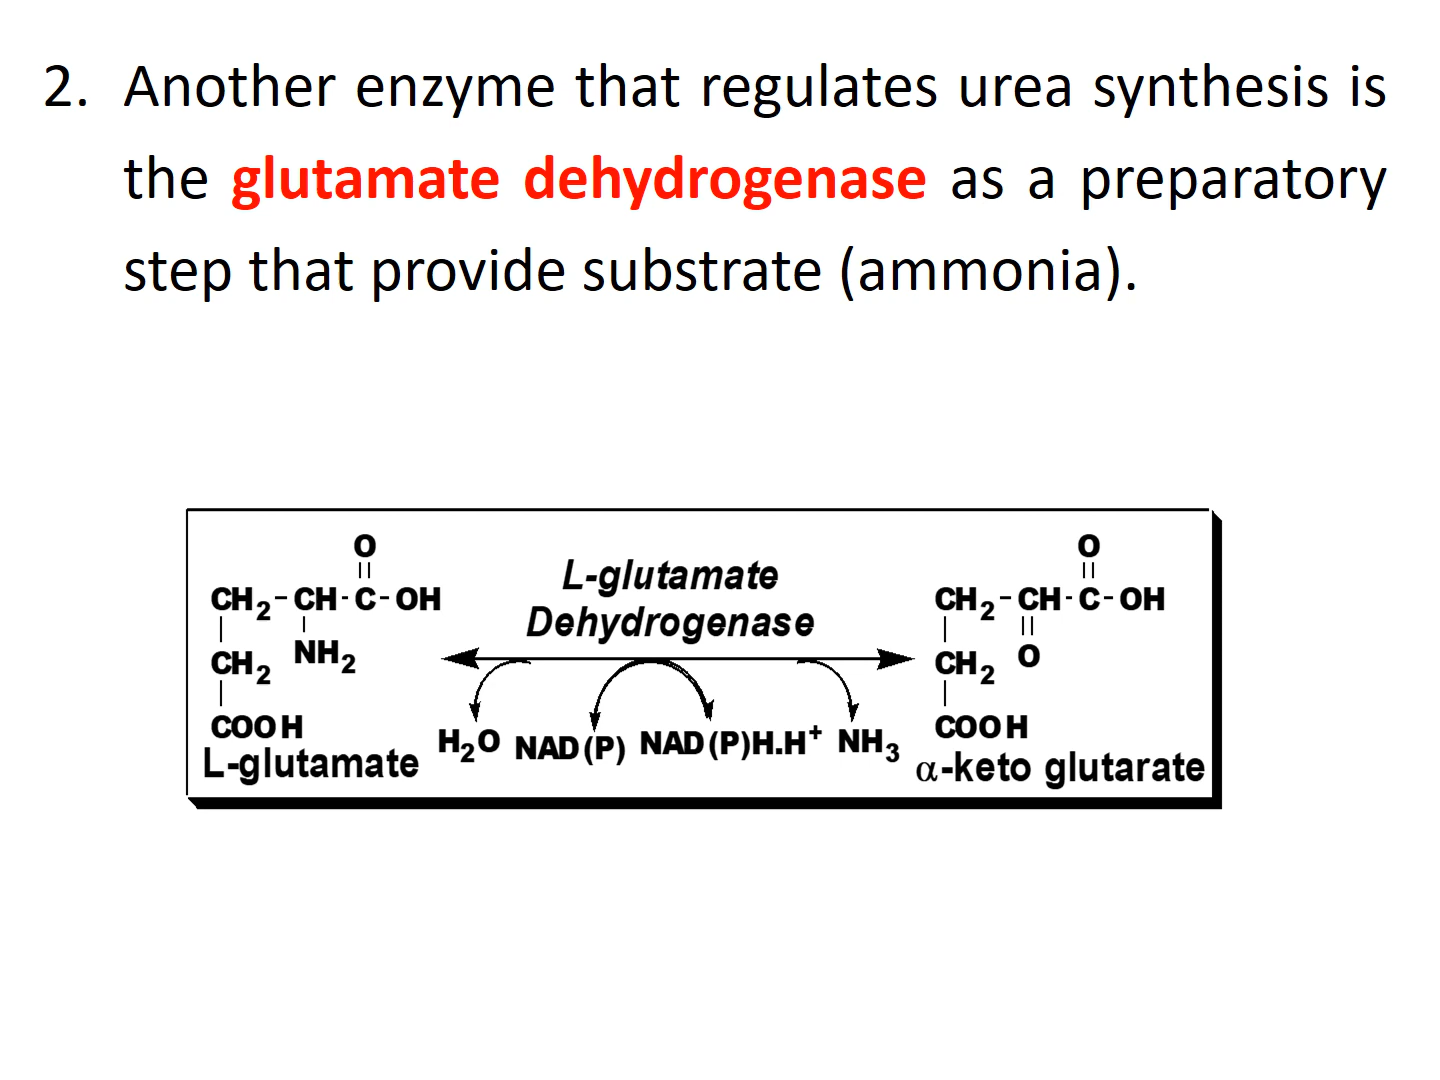 2. Another enzyme that regulates urea synthesis is
the glutamate dehydrogenase as a preparatory
step that provide substrate (ammonia).
O
CH2-CH-C-OH
NH2
CH2
COOH
L-glutamate
L-glutamate
Dehydrogenase
H2O NAD(P) NAD(P)H.H+ NH3
O
CH2-CH-C-OH
O
CH2
COOH
α-keto glutarate